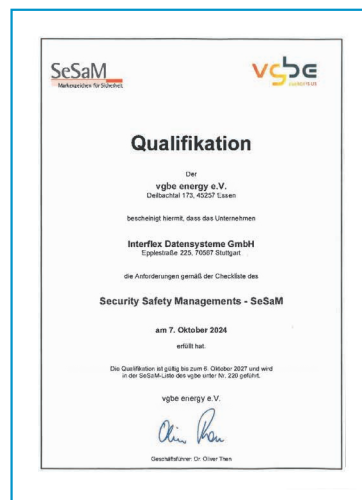 SeSaM
Markenzeichen für Sicherheit.
vgbe
Qualifikation
Der
vgbe energy e.V.
Deilbachtal 173, 45257 Essen
bescheinigt hiermit, dass das Unternehmen
Interflex Datensysteme GmbH
Epplestraße 225, 70567 Stuttgart
die Anforderungen gemäß der Checkliste des
Security Safety Managements - SeSaM
am 7. Oktober 2024
erfüllt hat.
Die Qualifikation ist gültig bis zum 6. Oktober 2027 und wird
in der SeSaM-Liste des vgbe unter Nr. 220 geführt.
vgbe energy e.V.
Geschäftsführer: Dr. Oliver Then